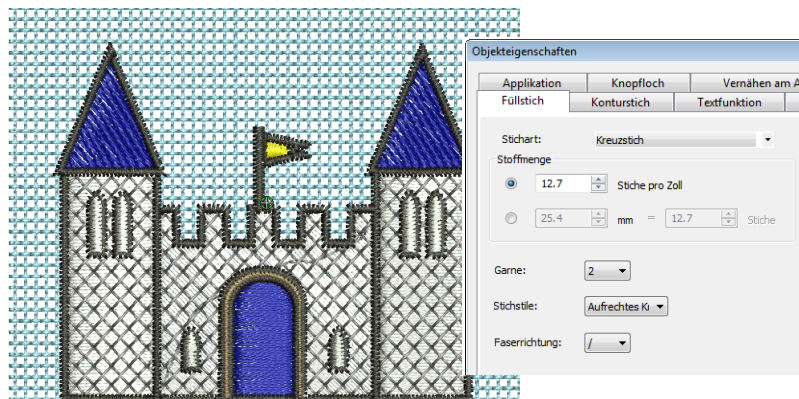 Objekteigenschaften
Applikation Knopfloch Vernähen am A
Füllstich Konturstich Textfunktion
Stichart: Kreuzstich
Stoffmenge
12.7 Stiche pro Zoll
25.4 mm = 12.7 Stiche
Garne: 2
Stichstile: Aufrechtes Kı
Faserrichtung: /